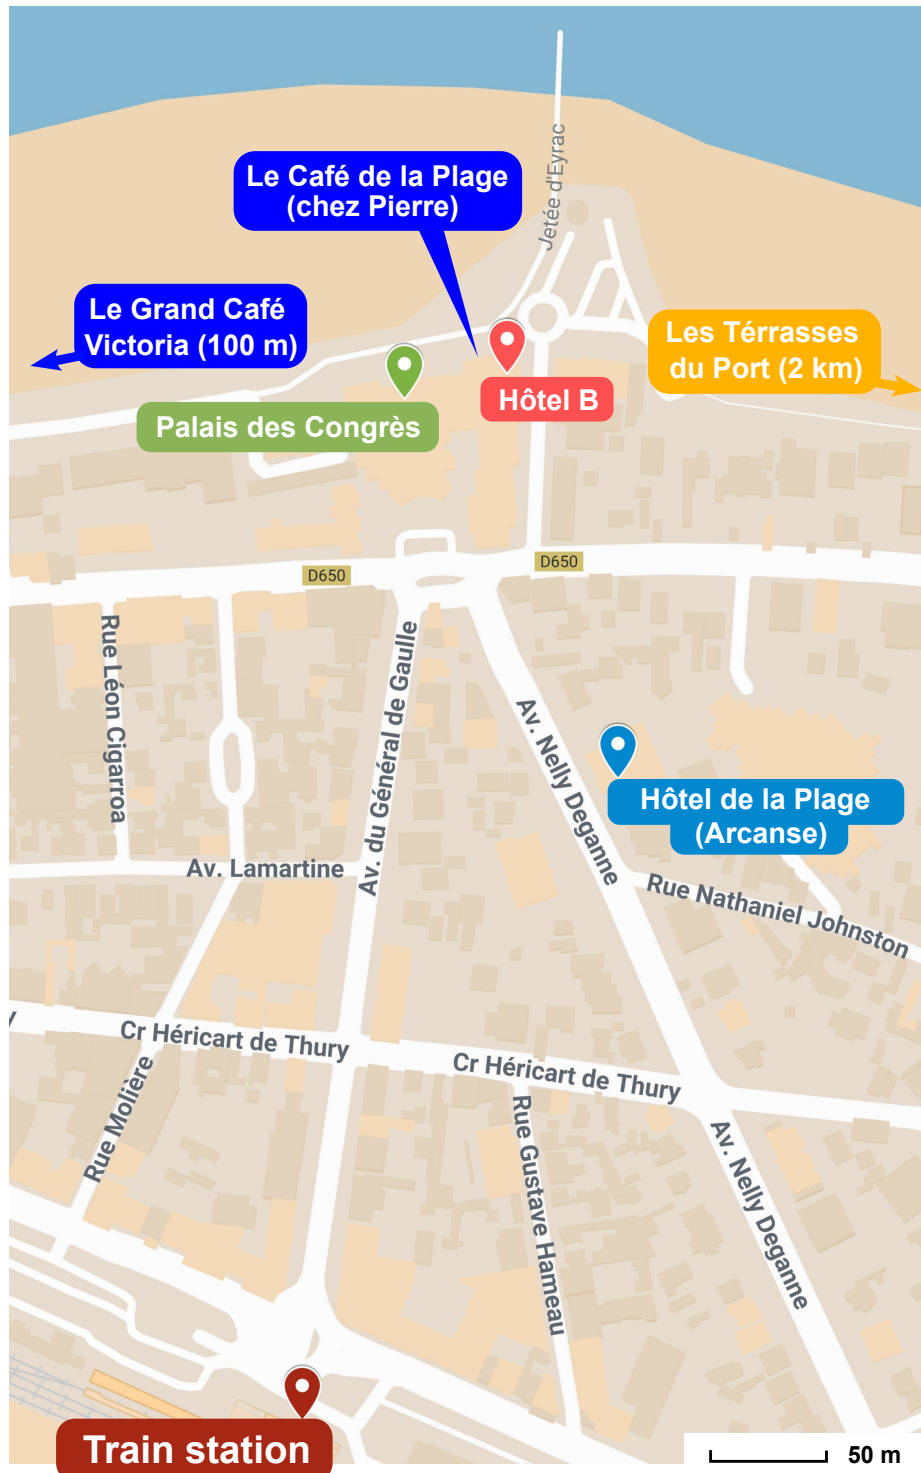 Jetée d'Eyrac
Le Café de la Plage
(chez Pierre)
Le Grand Café
Victoria (100 m)
Les Térrasses
du Port (2 km)
Hôtel B
Palais des Congrès
D650
D650
Rue Léon Cigarroa
Av. du Général de Gaulle
Av. Nelly Deganne
Hôtel de la Plage
(Arcanse)
Av. Lamartine
Rue Nathaniel Johnston
Cr Héricart de Thury
Cr Héricart de Thury
Rue Molière
Rue Gustave Hameau
Av. Nelly Deganne
Train station
50 m